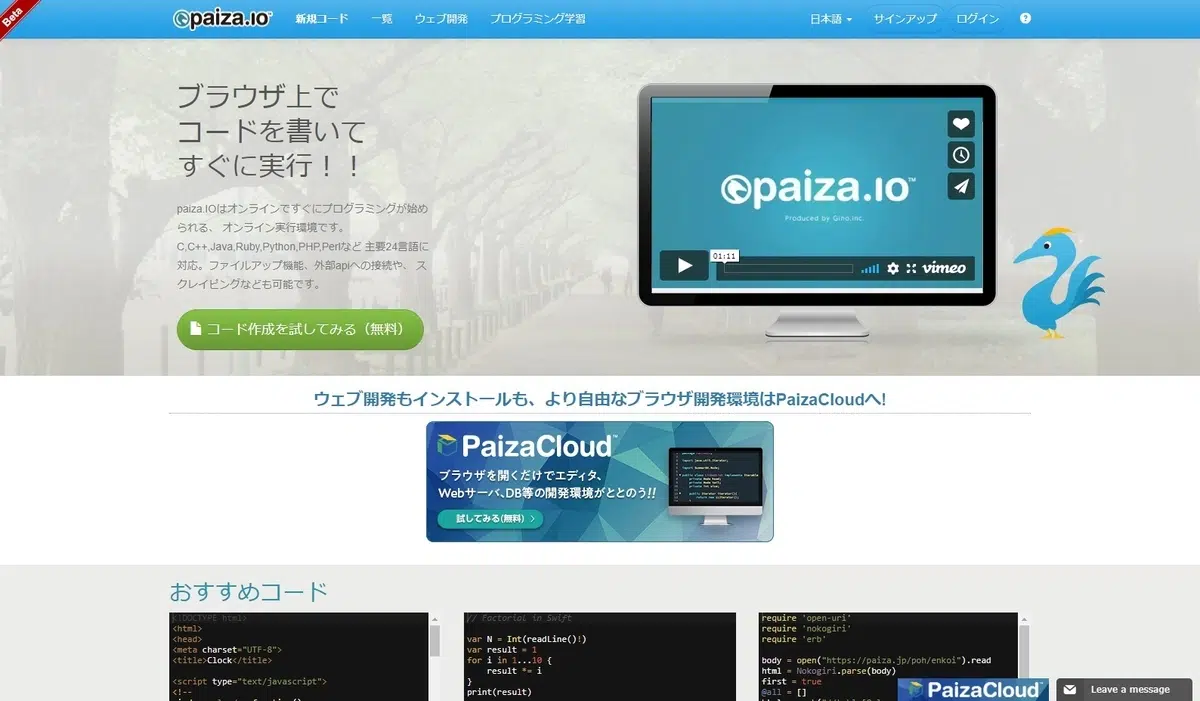 Beta
paiza.IO™
新規コード
一覧
ウェブ開発
プログラミング学習
日本語
サインアップ
ログイン
?
ブラウザ上で
コードを書いて
すぐに実行！！
paiza.IOはオンラインですぐにプログラミングが始め
られる、 オンライン実行環境です。
C,C++,Java,Ruby,Python,PHP,Perlなど 主要24言語に
対応。ファイルアップ機能、外部apiへの接続や、 ス
クレイピングなども可能です。
コード作成を試してみる（無料）
paiza.IO™
Produced by Gino,Inc.
01:11
vimeo
ウェブ開発もインストールも、より自由なブラウザ開発環境はPaizaCloudへ!
PaizaCloud™
ブラウザを開くだけでエディタ、
Webサーバ、DB等の開発環境がととのう!!
試してみる(無料)
おすすめコード
<!DOCTYPE html>
<html>
<head>
<meta charset="UTF-8">
<title>Clock</title>
<script type="text/javascript">
<!--
// Factorial in Swift
var N = Int(readLine()!)
var result = 1
for i in 1...10 {
result *= i
}
print(result)
require 'open-uri'
require 'nokogiri'
require 'erb'
body = open("https://paiza.jp/poh/enkoi").read
html = Nokogiri.parse(body)
first = true
@all = []
PaizaCloud™
Leave a message